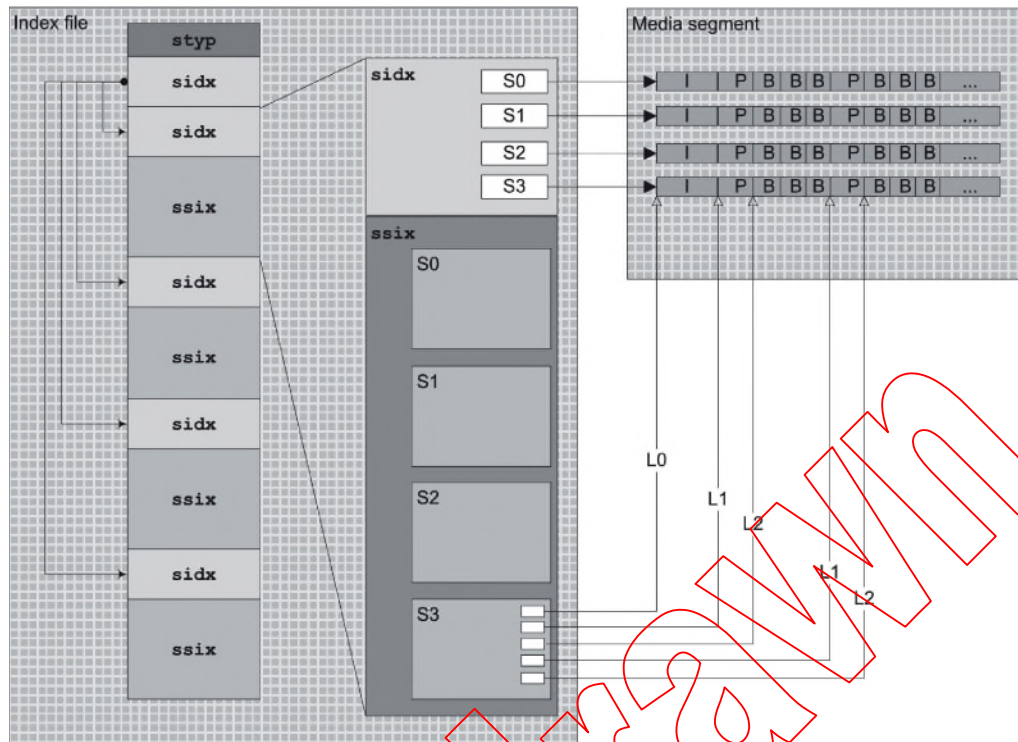 Index file
styp
sidx
sidx
ssix
sidx
ssix
sidx
ssix
sidx
ssix
sidx
S0
S1
S2
S3
ssix
S0
S1
S2
S3
Media segment
I P B B B P B B B ...
I P B B B P B B B ...
I P B B B P B B B ...
I P B B B P B B B ...
L0
L1
L2
L1
L2
rawn